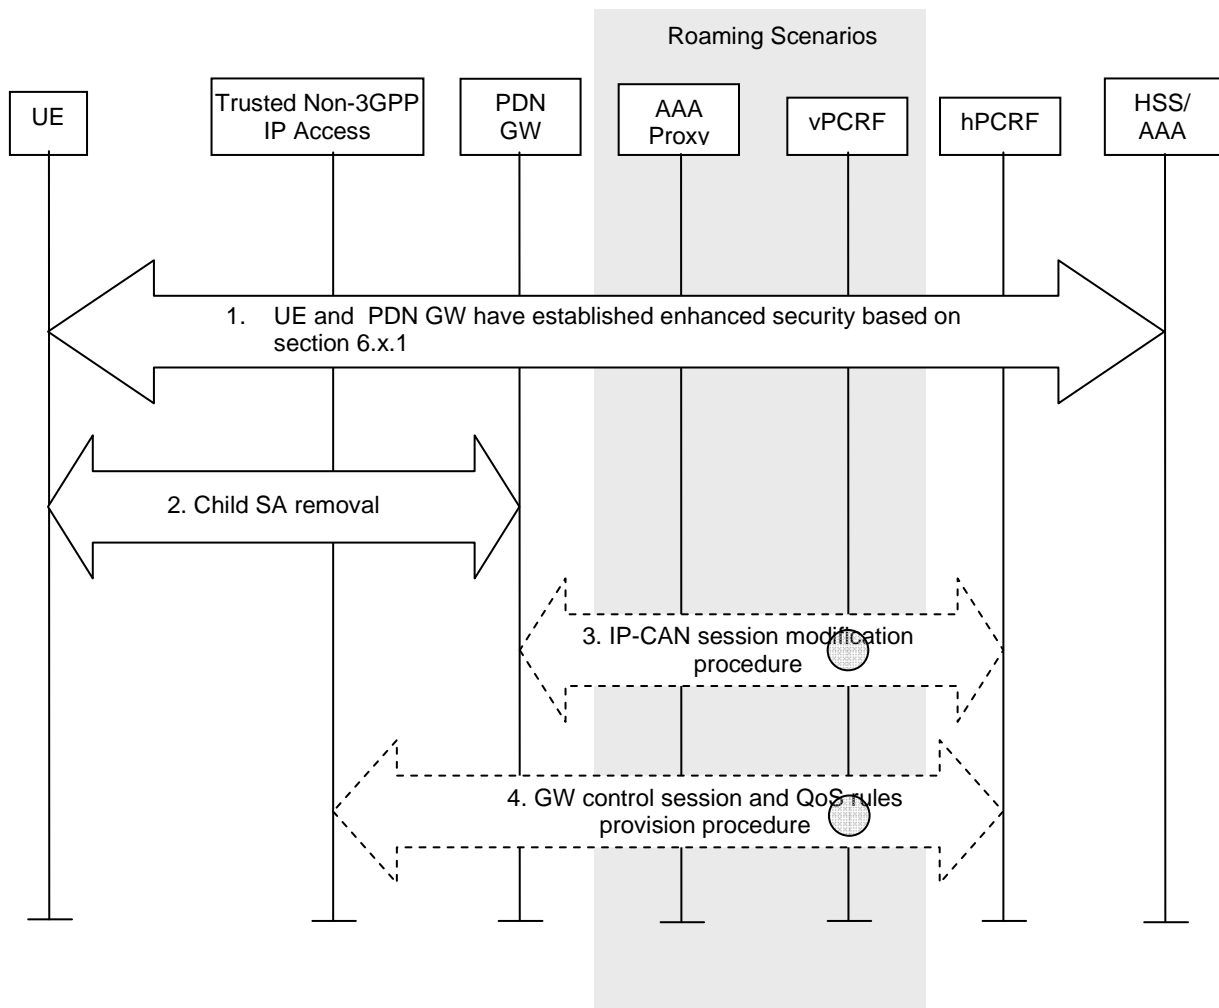 Roaming Scenarios
UE
Trusted Non-3GPP
IP Access
PDN
GW
AAA
Proxy
vPCRF
hPCRF
HSS/
AAA
1. UE and PDN GW have established enhanced security based on
section 6.x.1
2. Child SA removal
3. IP-CAN session modification
procedure
4. GW control session and QoS rules
provision procedure